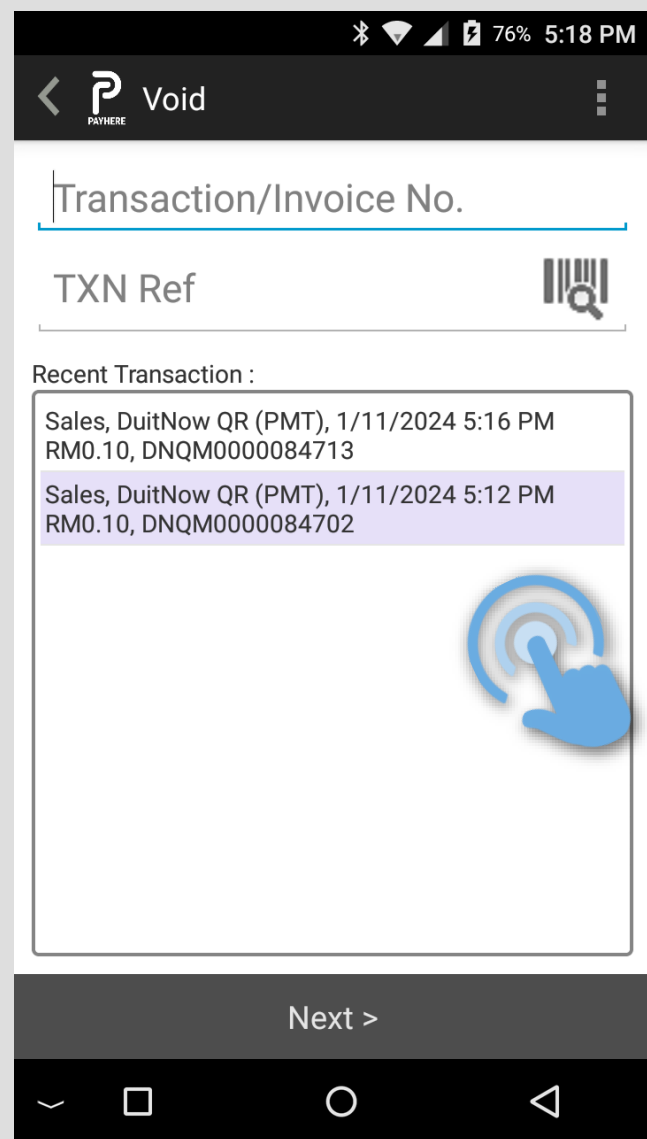 76% 5:18 PM
PAYHERE
Void
Transaction/Invoice No.
TXN Ref
Recent Transaction :
Sales, DuitNow QR (PMT), 1/11/2024 5:16 PM
RM0.10, DNQM0000084713
Sales, DuitNow QR (PMT), 1/11/2024 5:12 PM
RM0.10, DNQM0000084702
Next >